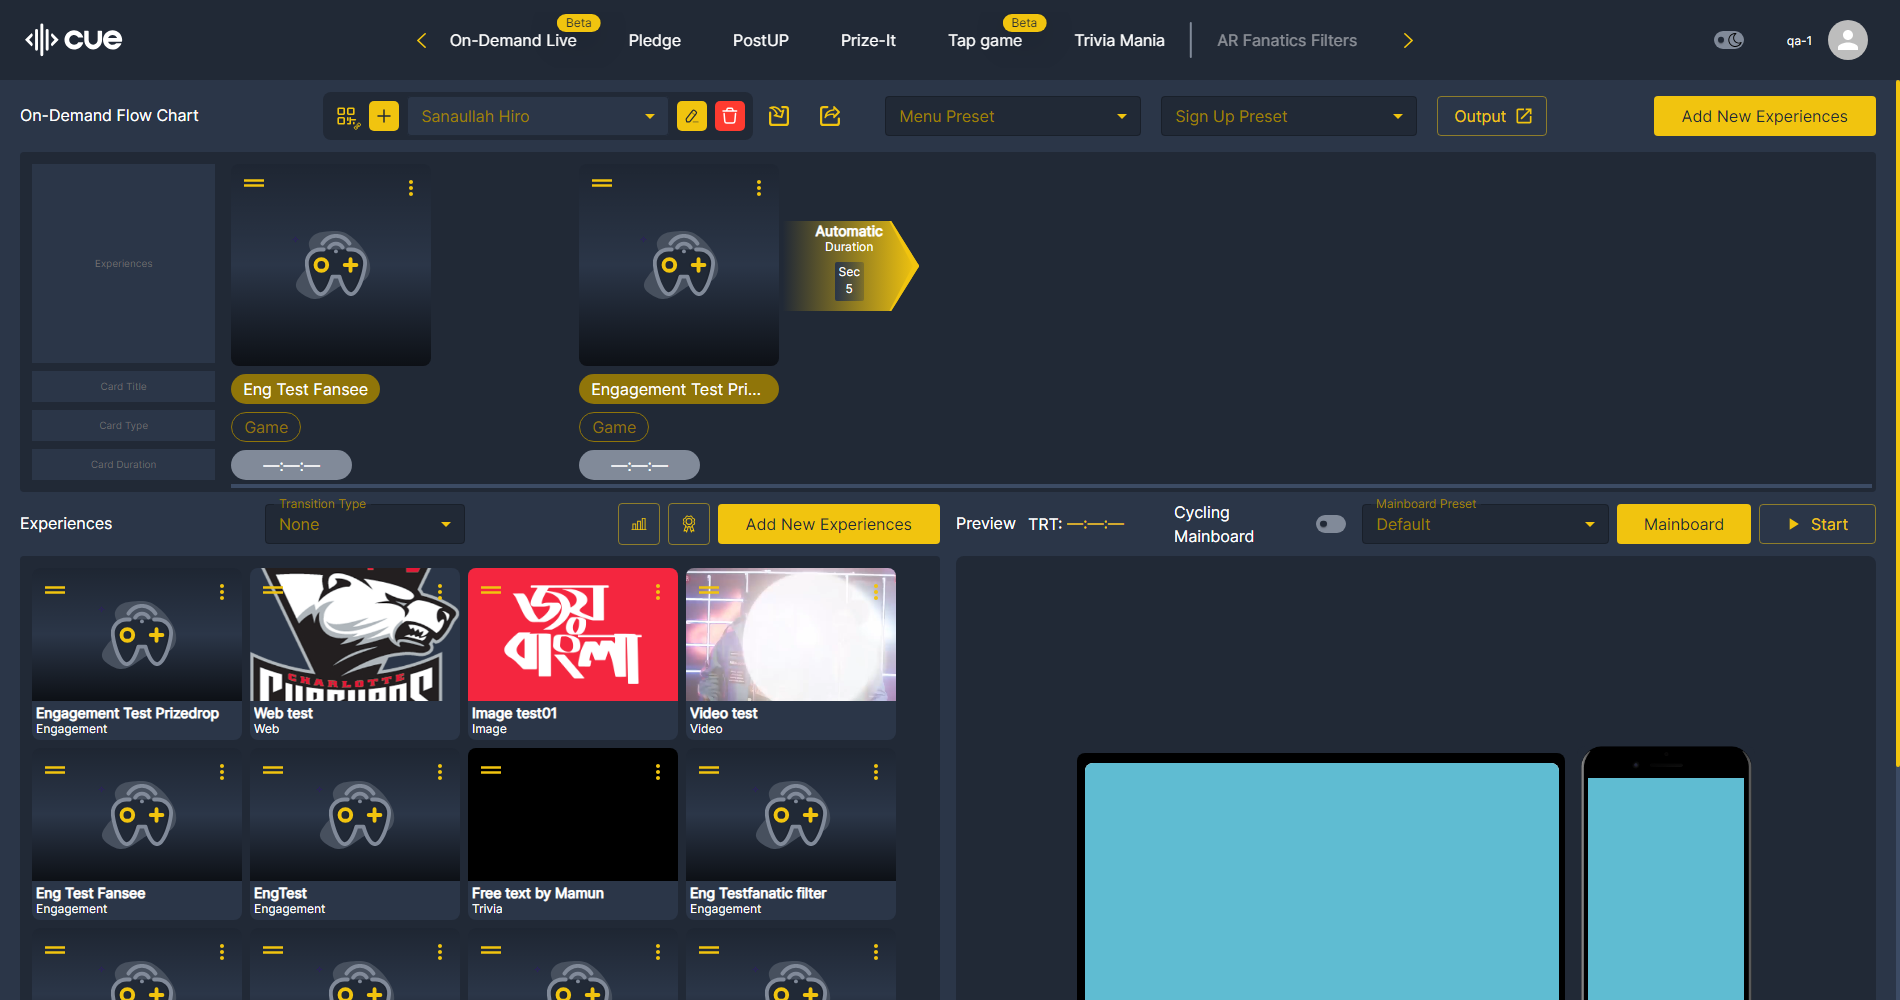 cue
On-Demand Live
Beta
Pledge
PostUP
Prize-It
Tap game
Beta
Trivia Mania
AR Fanatics Filters
qa-1
On-Demand Flow Chart
Sanaullah Hiro
Menu Preset
Sign Up Preset
Output
Add New Experiences
Experiences
Card Title
Card Type
Card Duration
Eng Test Fansee
Game
—:—:—
Engagement Test Pri...
Game
—:—:—
Automatic
Duration
Sec
5
Experiences
Transition Type
None
Add New Experiences
Preview
TRT: —:—:—
Cycling
Mainboard
Mainboard Preset
Default
Mainboard
Start
CHARLOTTE
জয়
বাংলা
Engagement Test Prizedrop
Engagement
Web test
Web
Image test01
Image
Video test
Video
Eng Test Fansee
Engagement
EngTest
Engagement
Free text by Mamun
Trivia
Eng Testfanatic filter
Engagement